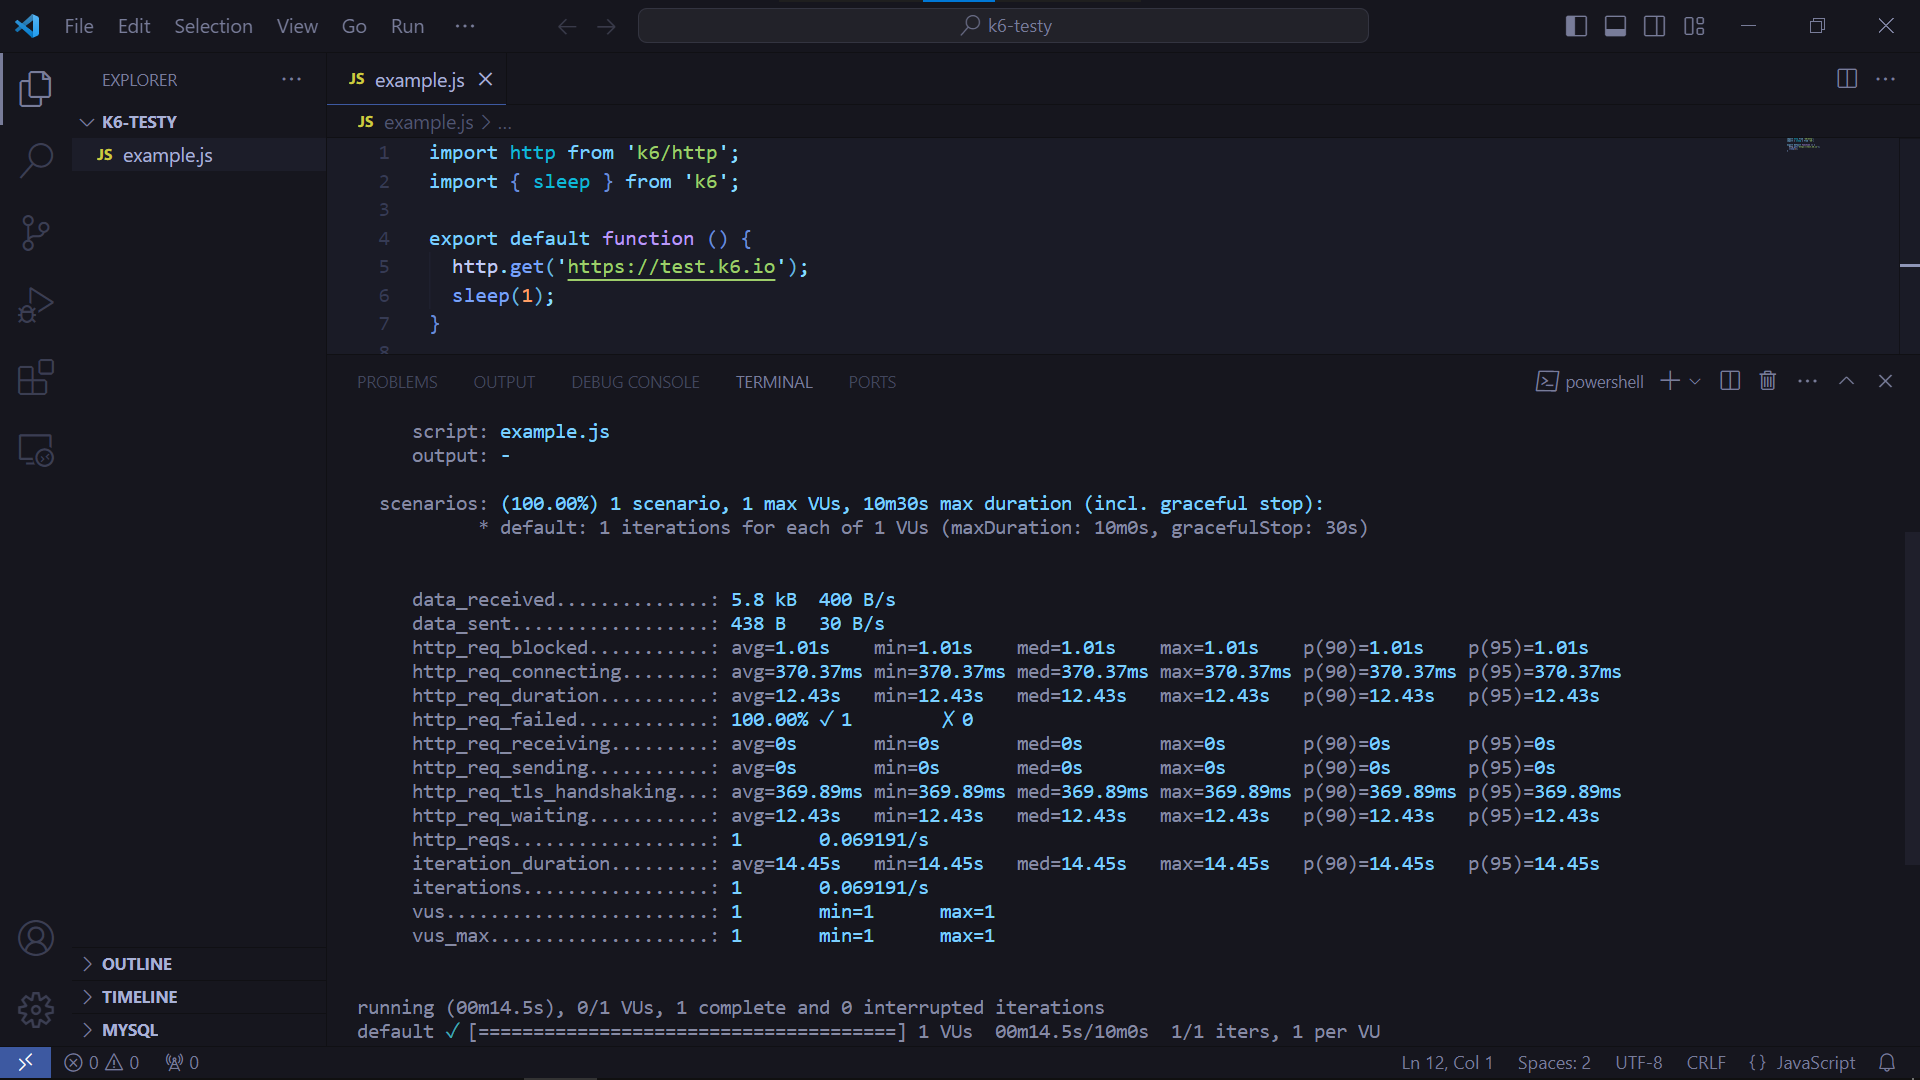 File Edit Selection View Go Run ···
k6-testy
EXPLORER ···
K6-TESTY
JS example.js
JS example.js
JS example.js > ...
1 import http from 'k6/http';
2 import { sleep } from 'k6';
3
4 export default function () {
5 http.get('https://test.k6.io');
6 sleep(1);
7 }
8
PROBLEMS OUTPUT DEBUG CONSOLE TERMINAL PORTS
powershell
script: example.js
output: -
scenarios: (100.00%) 1 scenario, 1 max VUs, 10m30s max duration (incl. graceful stop):
* default: 1 iterations for each of 1 VUs (maxDuration: 10m0s, gracefulStop: 30s)
data_received..............: 5.8 kB 400 B/s
data_sent..................: 438 B 30 B/s
http_req_blocked...........: avg=1.01s min=1.01s med=1.01s max=1.01s p(90)=1.01s p(95)=1.01s
http_req_connecting........: avg=370.37ms min=370.37ms med=370.37ms max=370.37ms p(90)=370.37ms p(95)=370.37ms
http_req_duration..........: avg=12.43s min=12.43s med=12.43s max=12.43s p(90)=12.43s p(95)=12.43s
http_req_failed............: 100.00% ✓ 1 ✗ 0
http_req_receiving.........: avg=0s min=0s med=0s max=0s p(90)=0s p(95)=0s
http_req_sending...........: avg=0s min=0s med=0s max=0s p(90)=0s p(95)=0s
http_req_tls_handshaking...: avg=369.89ms min=369.89ms med=369.89ms max=369.89ms p(90)=369.89ms p(95)=369.89ms
http_req_waiting...........: avg=12.43s min=12.43s med=12.43s max=12.43s p(90)=12.43s p(95)=12.43s
http_reqs..................: 1 0.069191/s
iteration_duration.........: avg=14.45s min=14.45s med=14.45s max=14.45s p(90)=14.45s p(95)=14.45s
iterations.................: 1 0.069191/s
vus........................: 1 min=1 max=1
vus_max....................: 1 min=1 max=1
running (00m14.5s), 0/1 VUs, 1 complete and 0 interrupted iterations
default ✓ [======================================] 1 VUs 00m14.5s/10m0s 1/1 iters, 1 per VU
OUTLINE
TIMELINE
MYSQL
0 0 0
Ln 12, Col 1 Spaces: 2 UTF-8 CRLF {} JavaScript